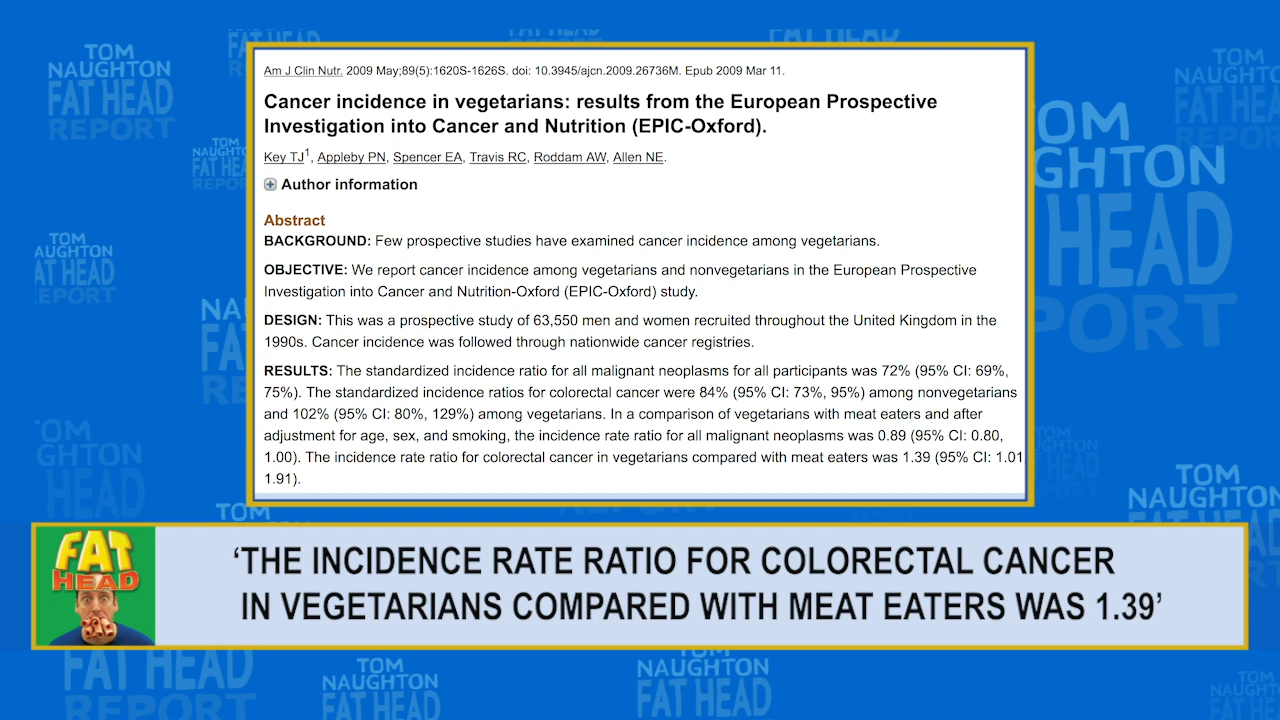 TOM
NAUGHTON
FAT HEAD
REPORT
Am J Clin Nutr. 2009 May;89(5):1620S-1626S. doi: 10.3945/ajcn.2009.26736M. Epub 2009 Mar 11.
Cancer incidence in vegetarians: results from the European Prospective
Investigation into Cancer and Nutrition (EPIC-Oxford).
Key TJ1, Appleby PN, Spencer EA, Travis RC, Roddam AW, Allen NE.
Author information
Abstract
BACKGROUND: Few prospective studies have examined cancer incidence among vegetarians.
OBJECTIVE: We report cancer incidence among vegetarians and nonvegetarians in the European Prospective
Investigation into Cancer and Nutrition-Oxford (EPIC-Oxford) study.
DESIGN: This was a prospective study of 63,550 men and women recruited throughout the United Kingdom in the
1990s. Cancer incidence was followed through nationwide cancer registries.
RESULTS: The standardized incidence ratio for all malignant neoplasms for all participants was 72% (95% CI: 69%,
75%). The standardized incidence ratios for colorectal cancer were 84% (95% CI: 73%, 95%) among nonvegetarians
and 102% (95% CI: 80%, 129%) among vegetarians. In a comparison of vegetarians with meat eaters and after
adjustment for age, sex, and smoking, the incidence rate ratio for all malignant neoplasms was 0.89 (95% CI: 0.80,
1.00). The incidence rate ratio for colorectal cancer in vegetarians compared with meat eaters was 1.39 (95% CI: 1.01
1.91).
FAT
HEAD
‘THE INCIDENCE RATE RATIO FOR COLORECTAL CANCER
IN VEGETARIANS COMPARED WITH MEAT EATERS WAS 1.39’
TOM
NAUGHTON
FAT HEAD
TOM
NAUGHTON
FAT HEAD